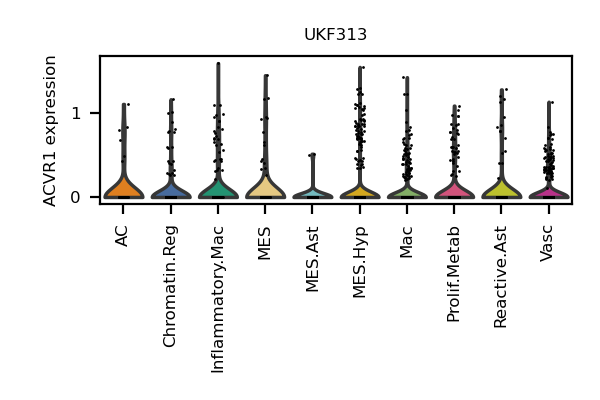 UKF313
ACVR1 expression
1
0
AC
Chromatin.Reg
Inflammatory.Mac
MES
MES.Ast
MES.Hyp
Mac
Prolif.Metab
Reactive.Ast
Vasc